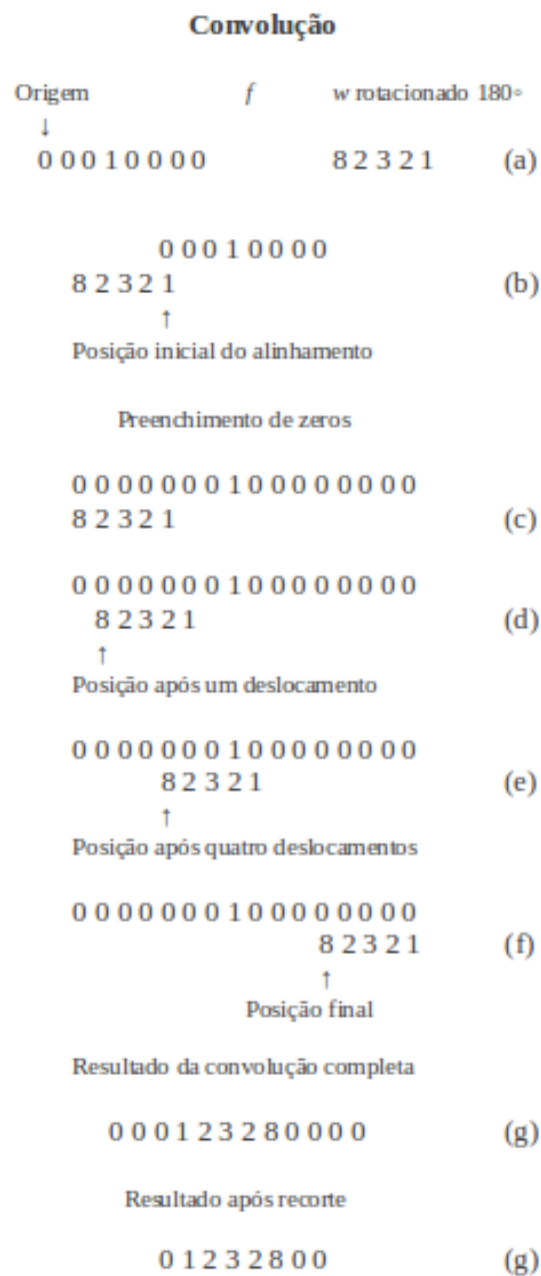 Convolução
Origem f w rotacionado 180°
↓
0 0 0 1 0 0 0 0 8 2 3 2 1 (a)
0 0 0 1 0 0 0 0
8 2 3 2 1 (b)
↑
Posição inicial do alinhamento
Preenchimento de zeros
0 0 0 0 0 0 0 1 0 0 0 0 0 0 0 0
8 2 3 2 1 (c)
0 0 0 0 0 0 0 1 0 0 0 0 0 0 0 0
8 2 3 2 1 (d)
↑
Posição após um deslocamento
0 0 0 0 0 0 0 1 0 0 0 0 0 0 0 0
8 2 3 2 1 (e)
↑
Posição após quatro deslocamentos
0 0 0 0 0 0 0 1 0 0 0 0 0 0 0 0
8 2 3 2 1 (f)
↑
Posição final
Resultado da convolução completa
0 0 0 1 2 3 2 8 0 0 0 0 (g)
Resultado após recorte
0 1 2 3 2 8 0 0 (g)